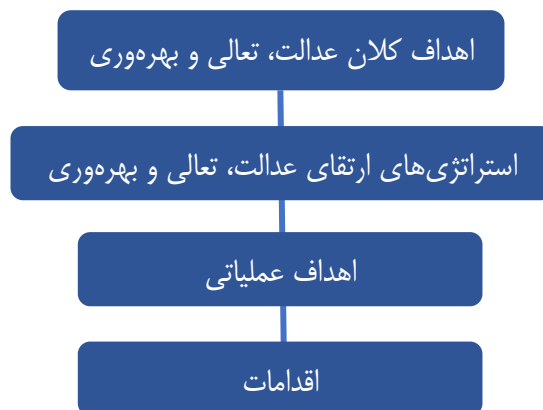 اهداف کلان عدالت، تعالی و بهره‌وری
استراتژی‌های ارتقای عدالت، تعالی و بهره‌وری
اهداف عملیاتی
اقدامات